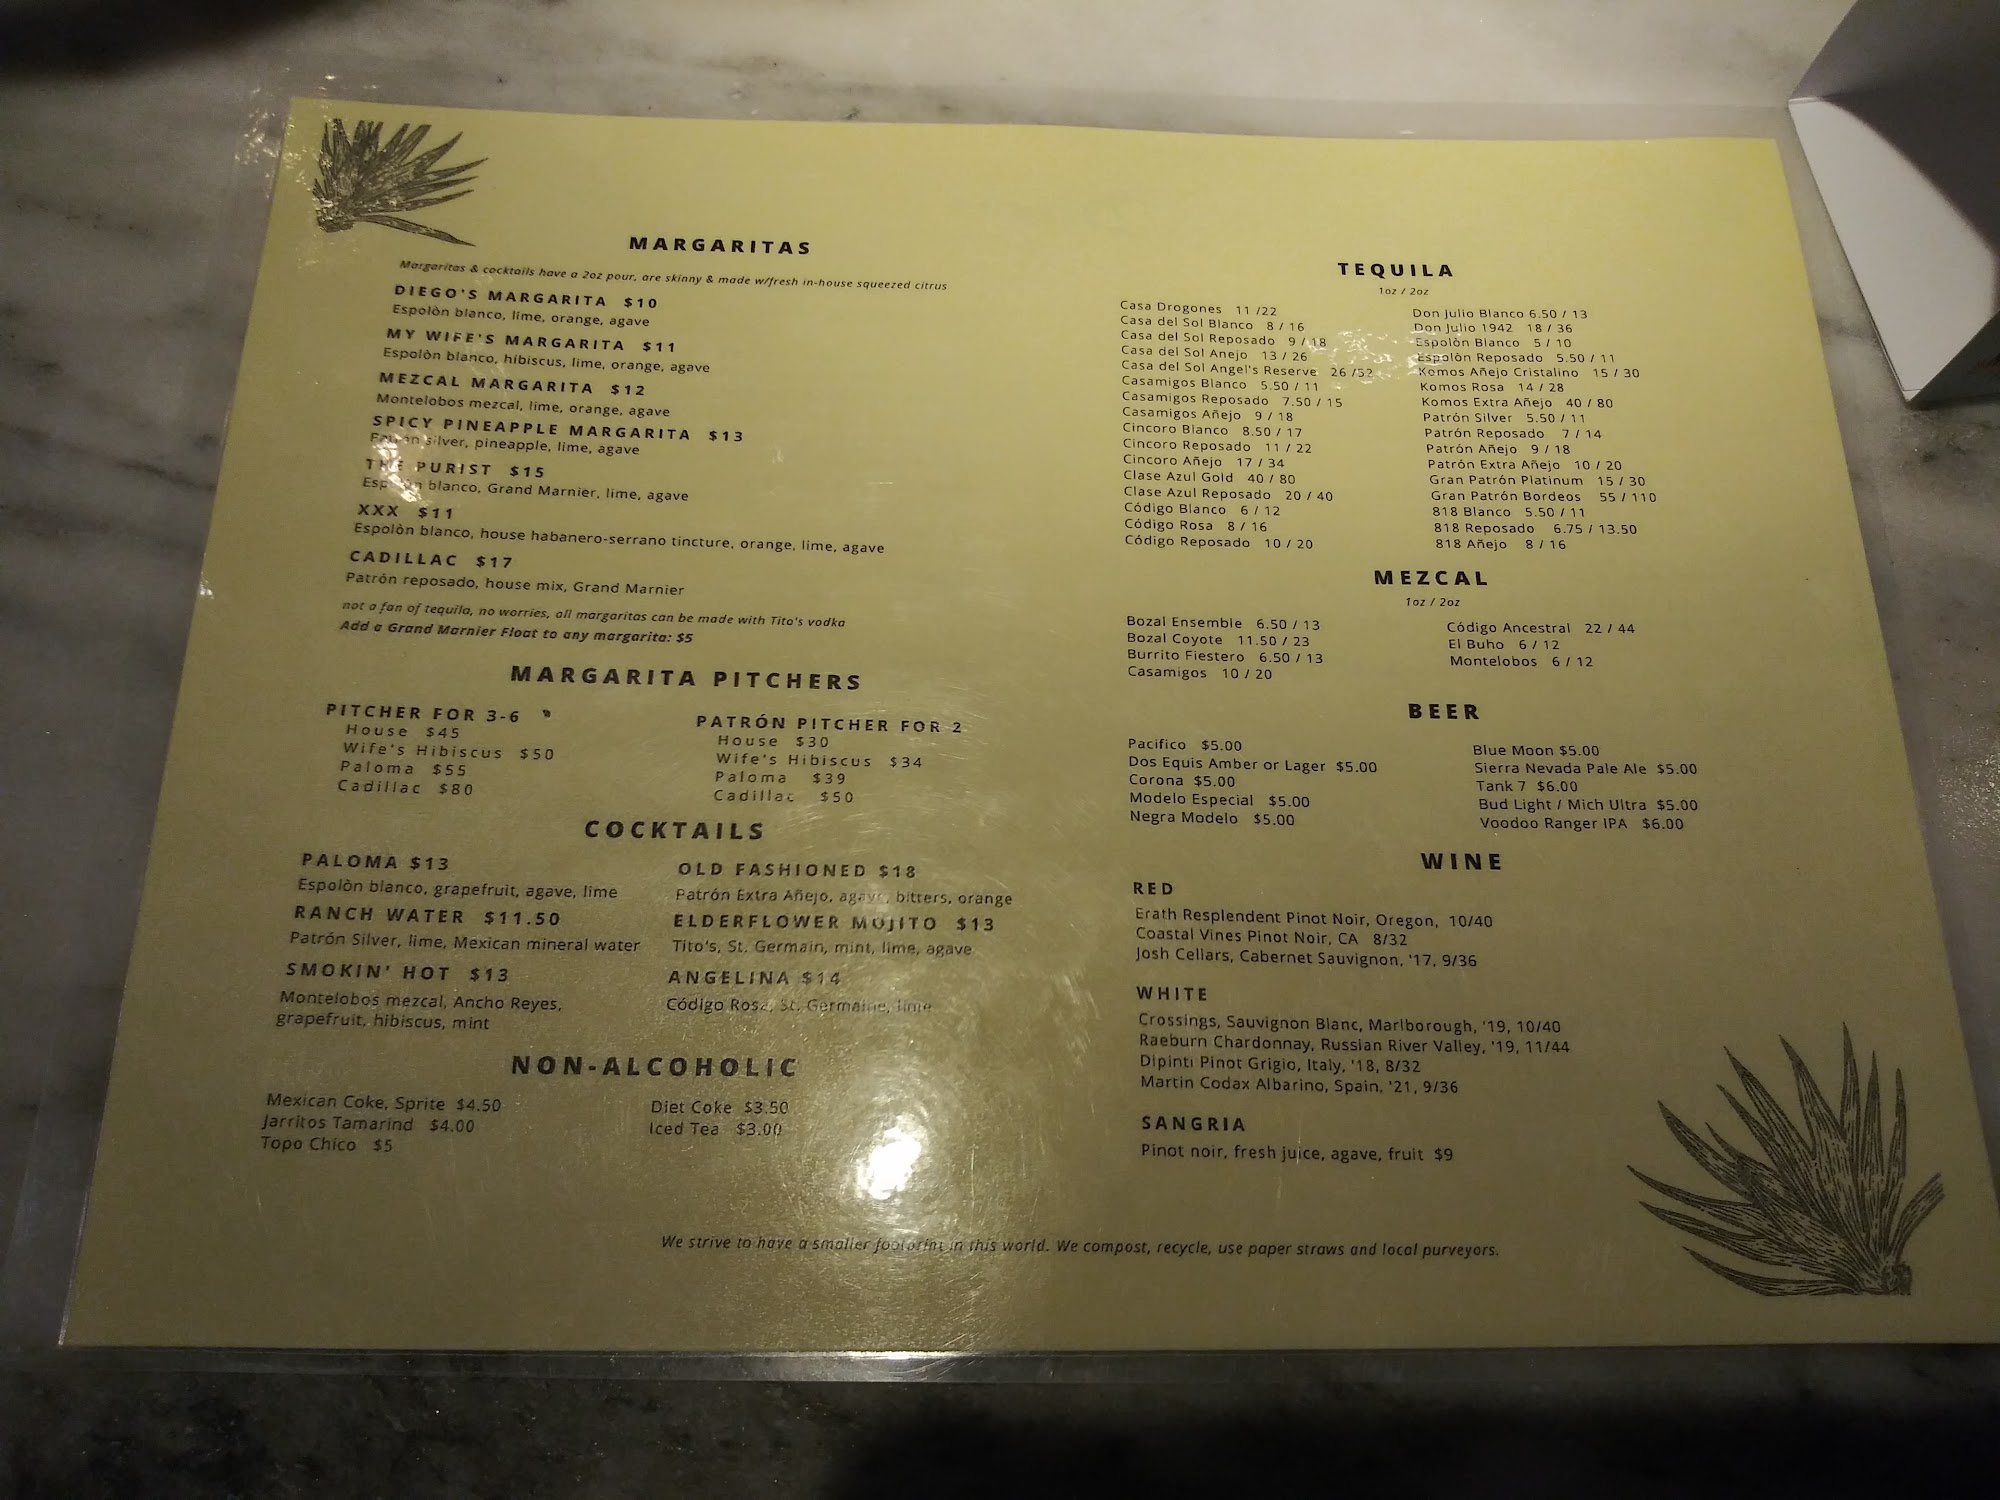 MARGARITAS
Margaritas & cocktails have a 2oz pour, are skinny & made w/fresh in-house squeezed citrus
DIEGO'S MARGARITA $10
Espolòn blanco, lime, orange, agave
MY WIFE'S MARGARITA $11
Espolòn blanco, hibiscus, lime, orange, agave
MEZCAL MARGARITA $12
Montelobos mezcal, lime, orange, agave
SPICY PINEAPPLE MARGARITA $13
Patrón silver, pineapple, lime, agave
THE PURIST $15
Espolòn blanco, Grand Marnier, lime, agave
XXX $11
Espolòn blanco, house habanero-serrano tincture, orange, lime, agave
CADILLAC $17
Patrón reposado, house mix, Grand Marnier
not a fan of tequila, no worries, all margaritas can be made with Tito's vodka
Add a Grand Marnier Float to any margarita: $5
MARGARITA PITCHERS
PITCHER FOR 3-6
House $45
Wife's Hibiscus $50
Paloma $55
Cadillac $80
PATRÓN PITCHER FOR 2
House $30
Wife's Hibiscus $34
Paloma $39
Cadillac $50
COCKTAILS
PALOMA $13
Espolòn blanco, grapefruit, agave, lime
RANCH WATER $11.50
Patrón Silver, lime, Mexican mineral water
SMOKIN' HOT $13
Montelobos mezcal, Ancho Reyes,
grapefruit, hibiscus, mint
OLD FASHIONED $18
Patrón Extra Añejo, agave, bitters, orange
ELDERFLOWER MOJITO $13
Tito's, St. Germain, mint, lime, agave
ANGELINA $14
Código Rosa, St. Germaine, lime
NON-ALCOHOLIC
Mexican Coke, Sprite $4.50
Jarritos Tamarind $4.00
Topo Chico $5
Diet Coke $3.50
Iced Tea $3.00
TEQUILA
1oz / 2oz
Casa Drogones 11 /22
Casa del Sol Blanco 8 / 16
Casa del Sol Reposado 9 / 18
Casa del Sol Anejo 13 / 26
Casa del Sol Angel's Reserve 26 /52
Casamigos Blanco 5.50 / 11
Casamigos Reposado 7.50 / 15
Casamigos Añejo 9 / 18
Cincoro Blanco 8.50 / 17
Cincoro Reposado 11 / 22
Cincoro Añejo 17 / 34
Clase Azul Gold 40 / 80
Clase Azul Reposado 20 / 40
Código Blanco 6 / 12
Código Rosa 8 / 16
Código Reposado 10 / 20
Don Julio Blanco 6.50 / 13
Don Julio 1942 18 / 36
Espolòn Blanco 5 / 10
Espolòn Reposado 5.50 / 11
Komos Añejo Cristalino 15 / 30
Komos Rosa 14 / 28
Komos Extra Añejo 40 / 80
Patrón Silver 5.50 / 11
Patrón Reposado 7 / 14
Patrón Añejo 9 / 18
Patrón Extra Añejo 10 / 20
Gran Patrón Platinum 15 / 30
Gran Patrón Bordeos 55 / 110
818 Blanco 5.50 / 11
818 Reposado 6.75 / 13.50
818 Añejo 8 / 16
MEZCAL
1oz / 2oz
Bozal Ensemble 6.50 / 13
Bozal Coyote 11.50 / 23
Burrito Fiestero 6.50 / 13
Casamigos 10 / 20
Código Ancestral 22 / 44
El Buho 6 / 12
Montelobos 6 / 12
BEER
Pacifico $5.00
Dos Equis Amber or Lager $5.00
Corona $5.00
Modelo Especial $5.00
Negra Modelo $5.00
Blue Moon $5.00
Sierra Nevada Pale Ale $5.00
Tank 7 $6.00
Bud Light / Mich Ultra $5.00
Voodoo Ranger IPA $6.00
WINE
RED
Erath Resplendent Pinot Noir, Oregon, 10/40
Coastal Vines Pinot Noir, CA 8/32
Josh Cellars, Cabernet Sauvignon, '17, 9/36
WHITE
Crossings, Sauvignon Blanc, Marlborough, '19, 10/40
Raeburn Chardonnay, Russian River Valley, '19, 11/44
Dipinti Pinot Grigio, Italy, '18, 8/32
Martin Codax Albarino, Spain, '21, 9/36
SANGRIA
Pinot noir, fresh juice, agave, fruit $9
We strive to have a smaller footprint in this world. We compost, recycle, use paper straws and local purveyors.